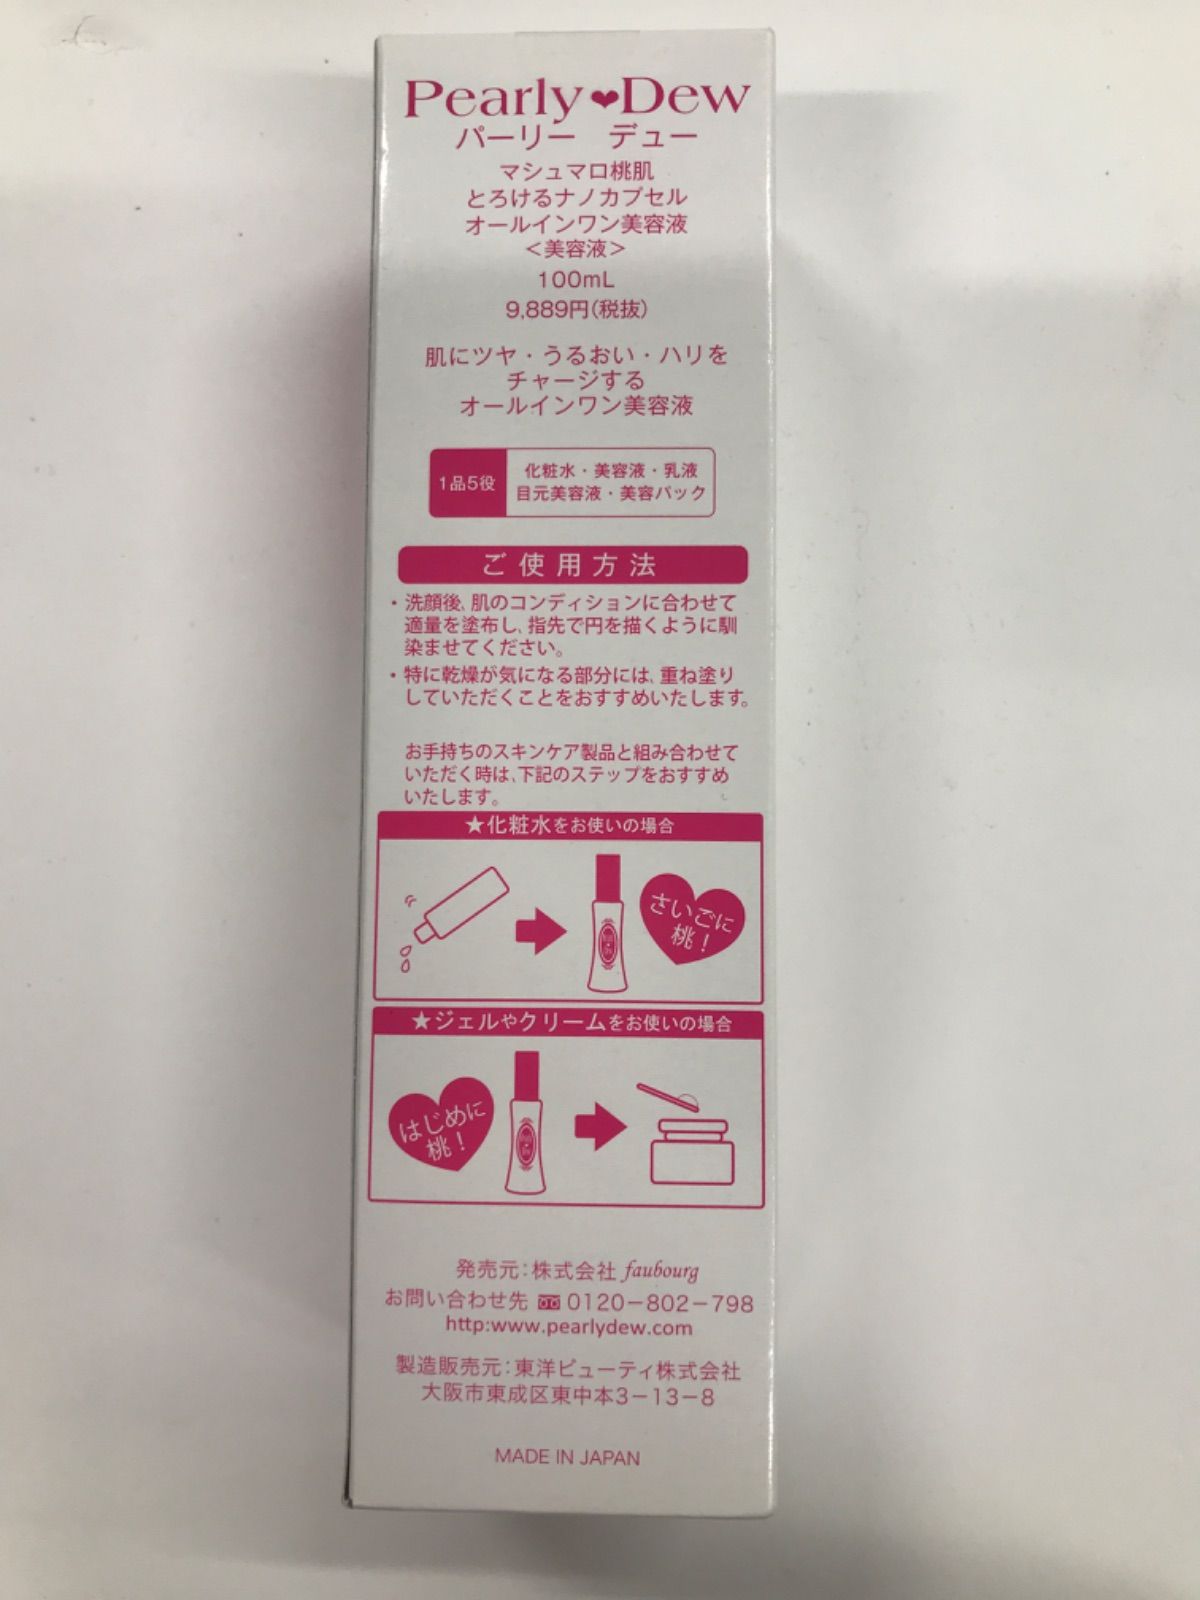 Pearly❤Dew
パーリー デュー
マシュマロ桃肌
とろけるナノカプセル
オールインワン美容液
＜美容液＞
100mL
9,889円(税抜)
肌にツヤ・うるおい・ハリを
チャージする
オールインワン美容液
1品5役
化粧水・美容液・乳液
目元美容液・美容パック
ご使用方法
・洗顔後、肌のコンディションに合わせて
適量を塗布し、指先で円を描くように馴
染ませてください。
・特に乾燥が気になる部分には、重ね塗り
していただくことをおすすめいたします。
お手持ちのスキンケア製品と組み合わせて
いただく時は、下記のステップをおすすめ
いたします。
★化粧水をお使いの場合
さいごに
桃！
★ジェルやクリームをお使いの場合
はじめに
桃！
発売元：株式会社 faubourg
お問い合わせ先 0120－802－798
http:www.pearlydew.com
製造販売元：東洋ビューティ株式会社
大阪市東成区東中本3－13－8
MADE IN JAPAN